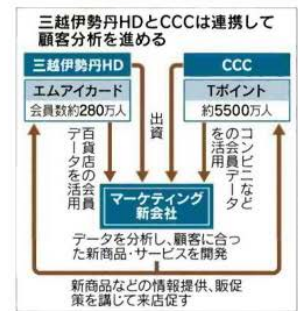 三越伊勢丹HDとCCCは連携して
顧客分析を進める
三越伊勢丹HD
CCC
エムアイカード
会員数約280万人
Tポイント
約5500万人
出資
百貨店の会員
データを活用
コンビニなど
の会員データ
を活用
マーケティング
新会社
データを分析し、顧客に合っ
た新商品・サービスを開発
新商品などの情報提供、販促
策を講じて来店促す